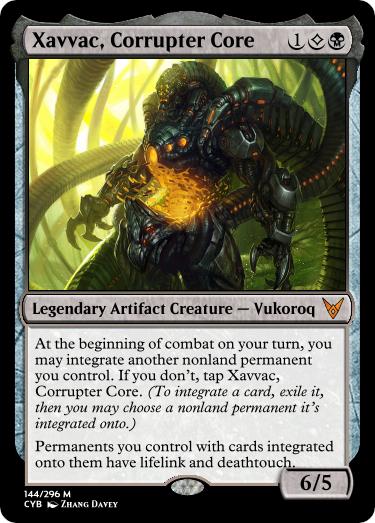 Xavvac, Corrupter Core 1
Legendary Artifact Creature — Vukoroq
At the beginning of combat on your turn, you
may integrate another nonland permanent
you control. If you don't, tap Xavvac,
Corrupter Core. (To integrate a card, exile it,
then you may choose a nonland permanent it's
integrated onto.)
Permanents you control with cards integrated
onto them have lifelink and deathtouch.
6/5
144/296 M
CYB Zhang Davey